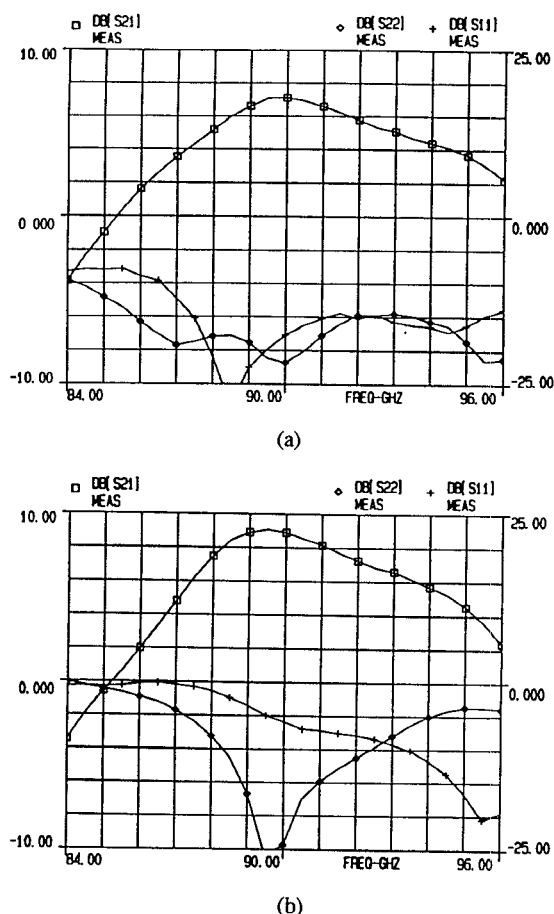 □ DB[S21] ◇ DB[S22] + DB[S11]
MEAS MEAS MEAS
10.00 25.00
0.000 0.000
-10.00 -25.00
84.00 90.00 FREQ-GHZ 96.00
(a)
□ DB[S21] ◇ DB[S22] + DB[S11]
MEAS MEAS MEAS
10.00 25.00
0.000 0.000
-10.00 -25.00
84.00 90.00 FREQ-GHZ 96.00
(b)